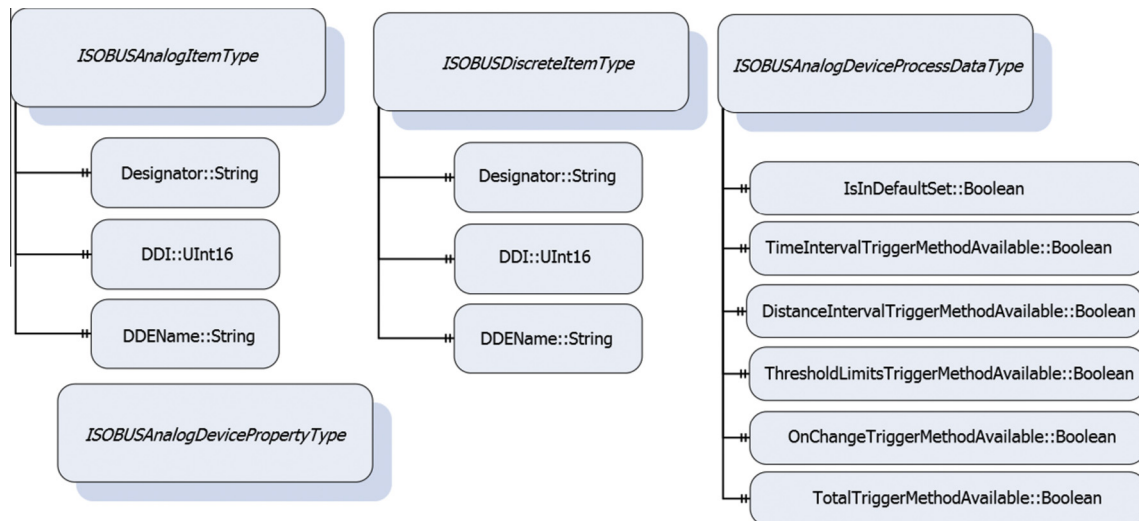 ISOBUSAnalogItemType
Designator::String
DDI::UInt16
DDEName::String
ISOBUSAnalogDevicePropertyType
ISOBUSDiscreteItemType
Designator::String
DDI::UInt16
DDEName::String
ISOBUSAnalogDeviceProcessDataType
IsInDefaultSet::Boolean
TimeIntervalTriggerMethodAvailable::Boolean
DistanceIntervalTriggerMethodAvailable::Boolean
ThresholdLimitsTriggerMethodAvailable::Boolean
OnChangeTriggerMethodAvailable::Boolean
TotalTriggerMethodAvailable::Boolean